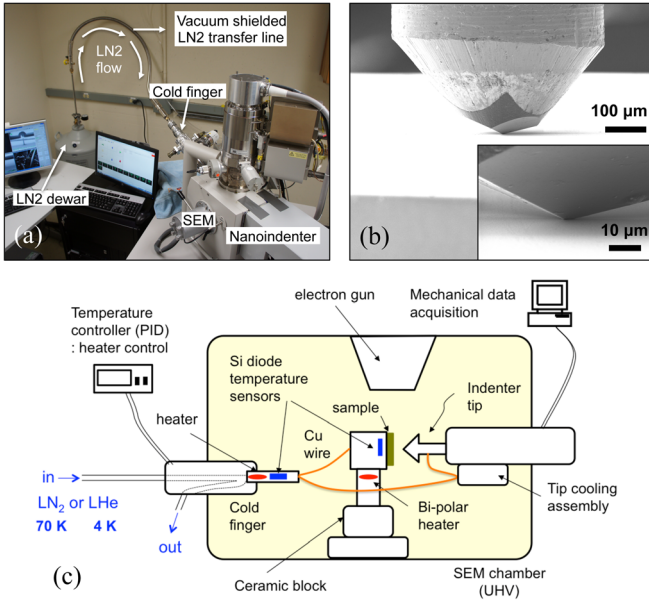 Vacuum shielded
LN2 transfer line
LN2
flow
Cold finger
LN2 dewar
SEM
Nanoindenter
(a)
100 μm
10 μm
(b)
electron gun
Mechanical data
acquisition
Temperature
controller (PID)
: heater control
Si diode
temperature
sensors
Indenter
tip
sample
heater
Cu
wire
in
LN2 or LHe
70 K 4 K
out
Cold
finger
Bi-polar
heater
Tip cooling
assembly
Ceramic block
SEM chamber
(UHV)
(c)